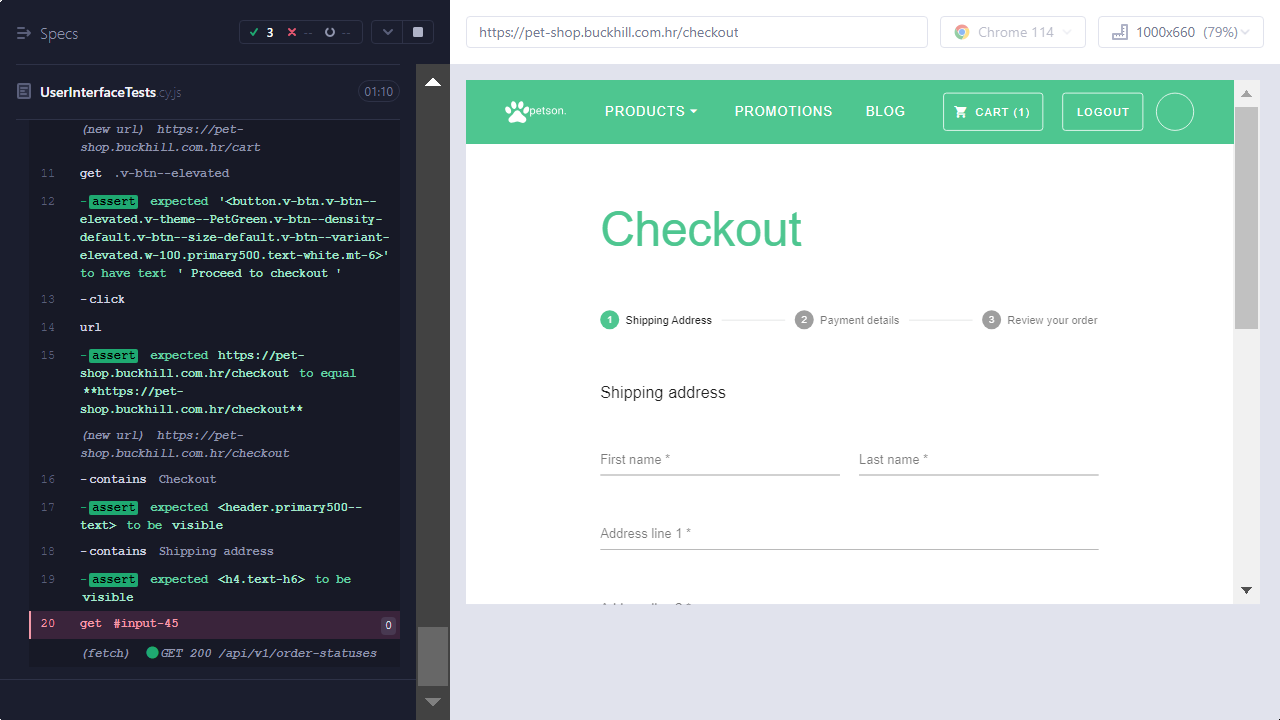 Specs
3
--
--
UserInterfaceTests.cy.js
01:10
(new url) https://pet-
shop.buckhill.com.hr/cart
11 get .v-btn--elevated
12 -assert expected '<button.v-btn.v-btn--
elevated.v-theme--PetGreen.v-btn--density-
default.v-btn--size-default.v-btn--variant-
elevated.w-100.primary500.text-white.mt-6>'
to have text ' Proceed to checkout '
13 -click
14 url
15 -assert expected https://pet-
shop.buckhill.com.hr/checkout to equal
**https://pet-
shop.buckhill.com.hr/checkout**
(new url) https://pet-
shop.buckhill.com.hr/checkout
16 -contains Checkout
17 -assert expected <header.primary500--
text> to be visible
18 -contains Shipping address
19 -assert expected <h4.text-h6> to be
visible
20 get #input-45 0
(fetch) GET 200 /api/v1/order-statuses
https://pet-shop.buckhill.com.hr/checkout
Chrome 114
1000x660 (79%)
petson.
PRODUCTS
PROMOTIONS
BLOG
CART (1)
LOGOUT
Checkout
1 Shipping Address
2 Payment details
3 Review your order
Shipping address
First name *
Last name *
Address line 1 *